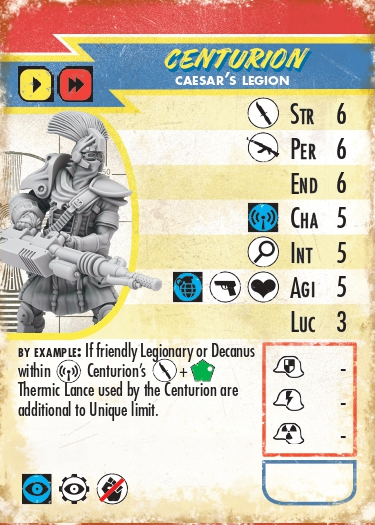 CENTURION
CAESAR'S LEGION
STR 6
PER 6
END 6
CHA 5
INT 5
AGI 5
LUC 3
BY EXAMPLE: If friendly Legionary or Decanus
within Centurion's +
Thermic Lance used by the Centurion are
additional to Unique limit.
-
-
-